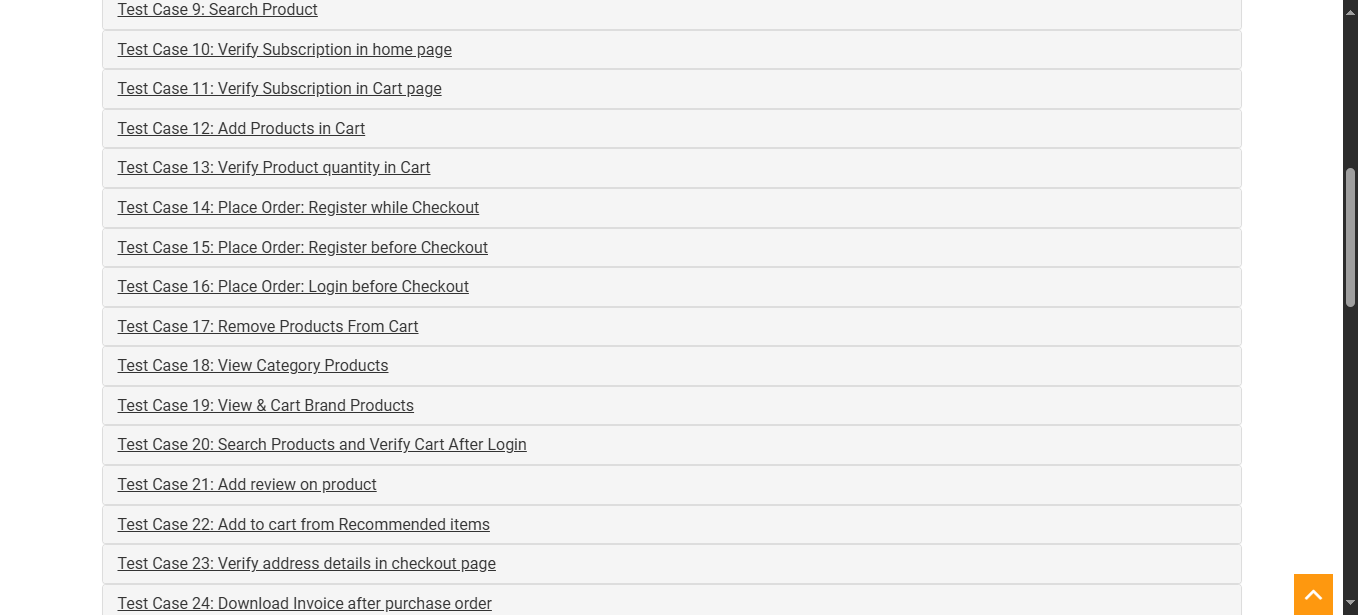 Test Case 9: Search Product
Test Case 10: Verify Subscription in home page
Test Case 11: Verify Subscription in Cart page
Test Case 12: Add Products in Cart
Test Case 13: Verify Product quantity in Cart
Test Case 14: Place Order: Register while Checkout
Test Case 15: Place Order: Register before Checkout
Test Case 16: Place Order: Login before Checkout
Test Case 17: Remove Products From Cart
Test Case 18: View Category Products
Test Case 19: View & Cart Brand Products
Test Case 20: Search Products and Verify Cart After Login
Test Case 21: Add review on product
Test Case 22: Add to cart from Recommended items
Test Case 23: Verify address details in checkout page
Test Case 24: Download Invoice after purchase order